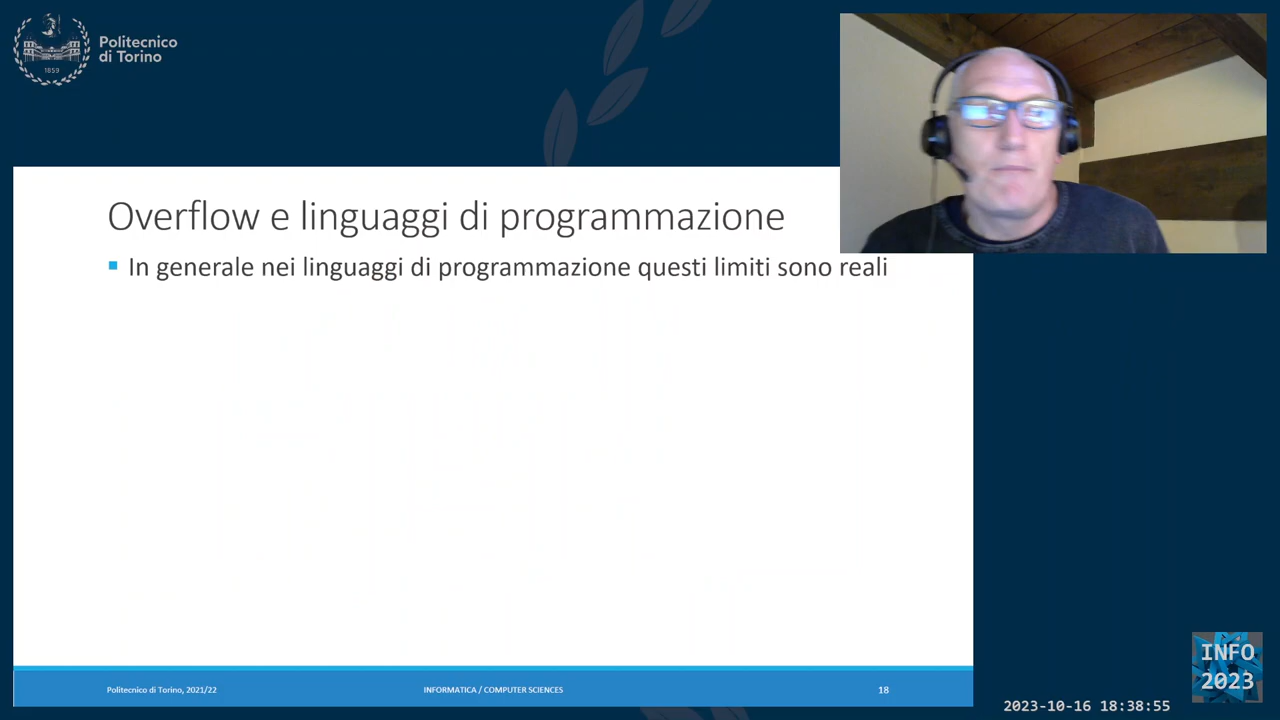 Politecnico
di Torino
1859
Overflow e linguaggi di programmazione
In generale nei linguaggi di programmazione questi limiti sono reali
Politecnico di Torino, 2021/22
INFORMATICA / COMPUTER SCIENCES
18
INFO
2023
2023-10-16 18:38:55